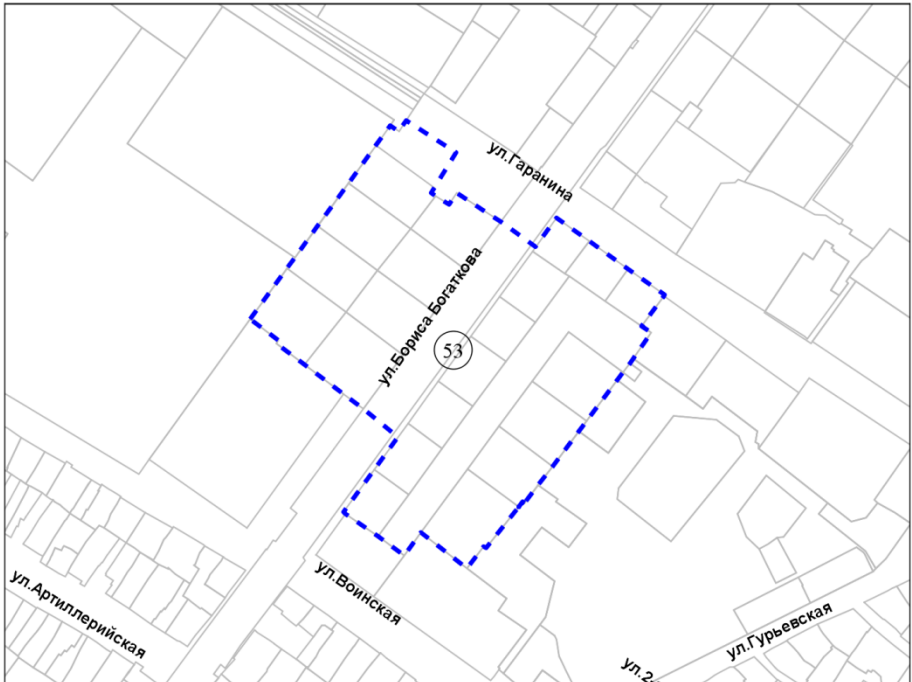 ул.Гаранина
ул.Бориса Богаткова
53
ул.Воинская
ул.Артиллерийская
ул.Гурьевская